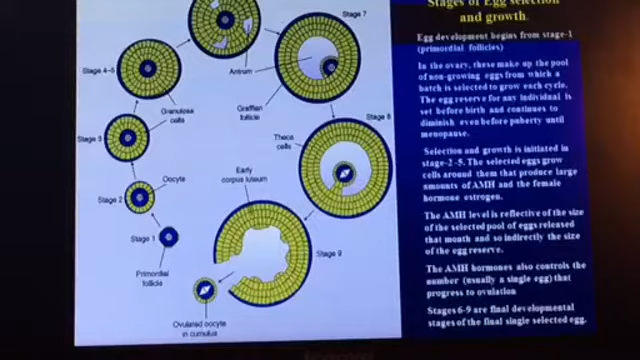 Stages of Egg selection
and growth.
Egg development begins from stage-1
(primordial follicles)
In the ovary, these make up the pool
of non-growing eggs from which a
batch is selected to grow each cycle.
The egg reserve for any individual is
set before birth and continues to
diminish even before puberty until
menopause.
Selection and growth is initiated in
stage-2 -5. The selected eggs grow
cells around them that produce large
amounts of AMH and the female
hormone estrogen.
The AMH level is reflective of the size
of the selected pool of eggs released
that month and so indirectly the size
of the egg reserve.
The AMH hormones also controls the
number (usually a single egg) that
progress to ovulation
Stages 6-9 are final developmental
stages of the final single selected egg.
Stage 7
Antrum
Stage 4–5
Graffian
follicle
Granulosa
cells
Stage 8
Theca
cells
Stage 3
Early
corpus luteum
Oocyte
Stage 2
Stage 1
Stage 9
Primordial
follicle
Ovulated oocyte
in cumulus